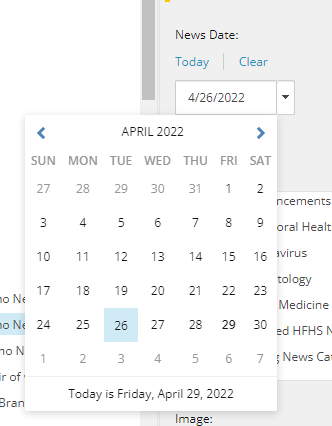 News Date:
Today Clear
4/26/2022
APRIL 2022
SUN MON TUE WED THU FRI SAT
27 28 29 30 31 1 2
3 4 5 6 7 8 9
10 11 12 13 14 15 16
17 18 19 20 21 22 23
24 25 26 27 28 29 30
1 2 3 4 5 6 7
Today is Friday, April 29, 2022
ncements
oral Healt
avirus
tology
Medicine
ed HFHS N
g News Cat
no Ne
no Ne
ir of
Bran
Image: